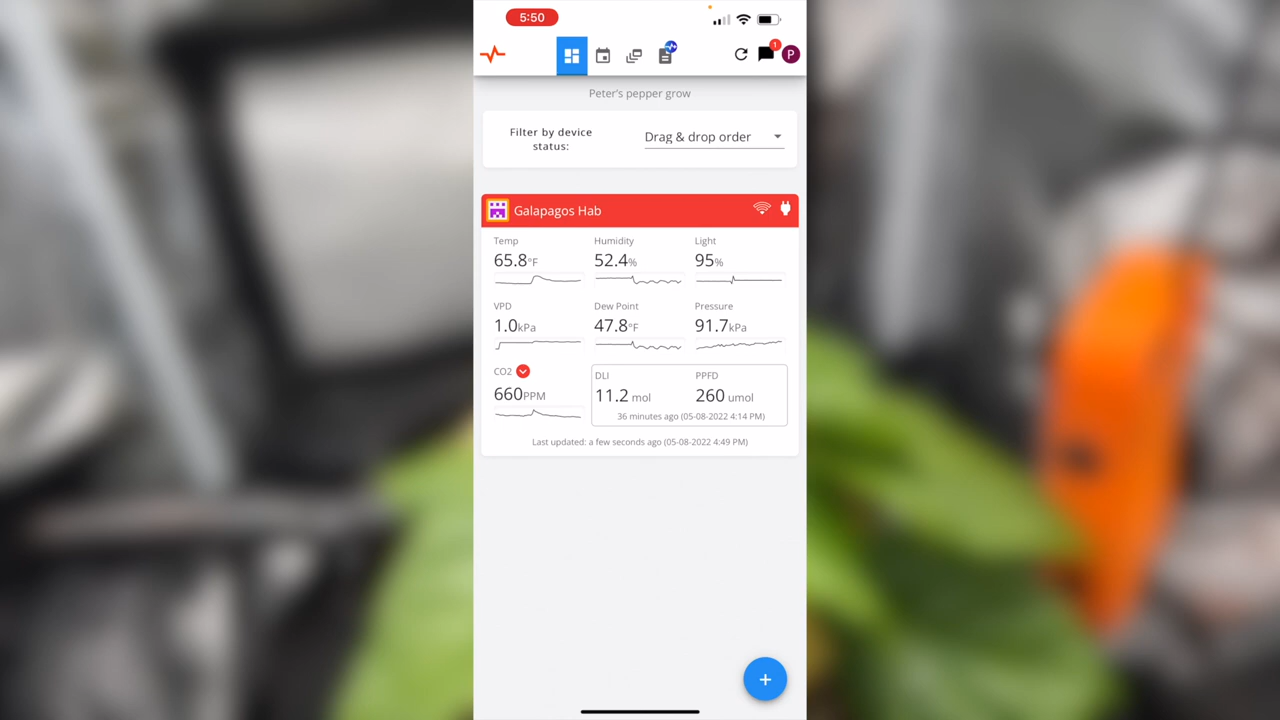 5:50
1
P
Peter's pepper grow
Filter by device
status:
Drag & drop order
Galapagos Hab
Temp Humidity Light
65.8°F 52.4% 95%
VPD Dew Point Pressure
1.0kPa 47.8°F 91.7kPa
CO2 DLI PPFD
660PPM 11.2 mol 260 umol
36 minutes ago (05-08-2022 4:14 PM)
Last updated: a few seconds ago (05-08-2022 4:49 PM)